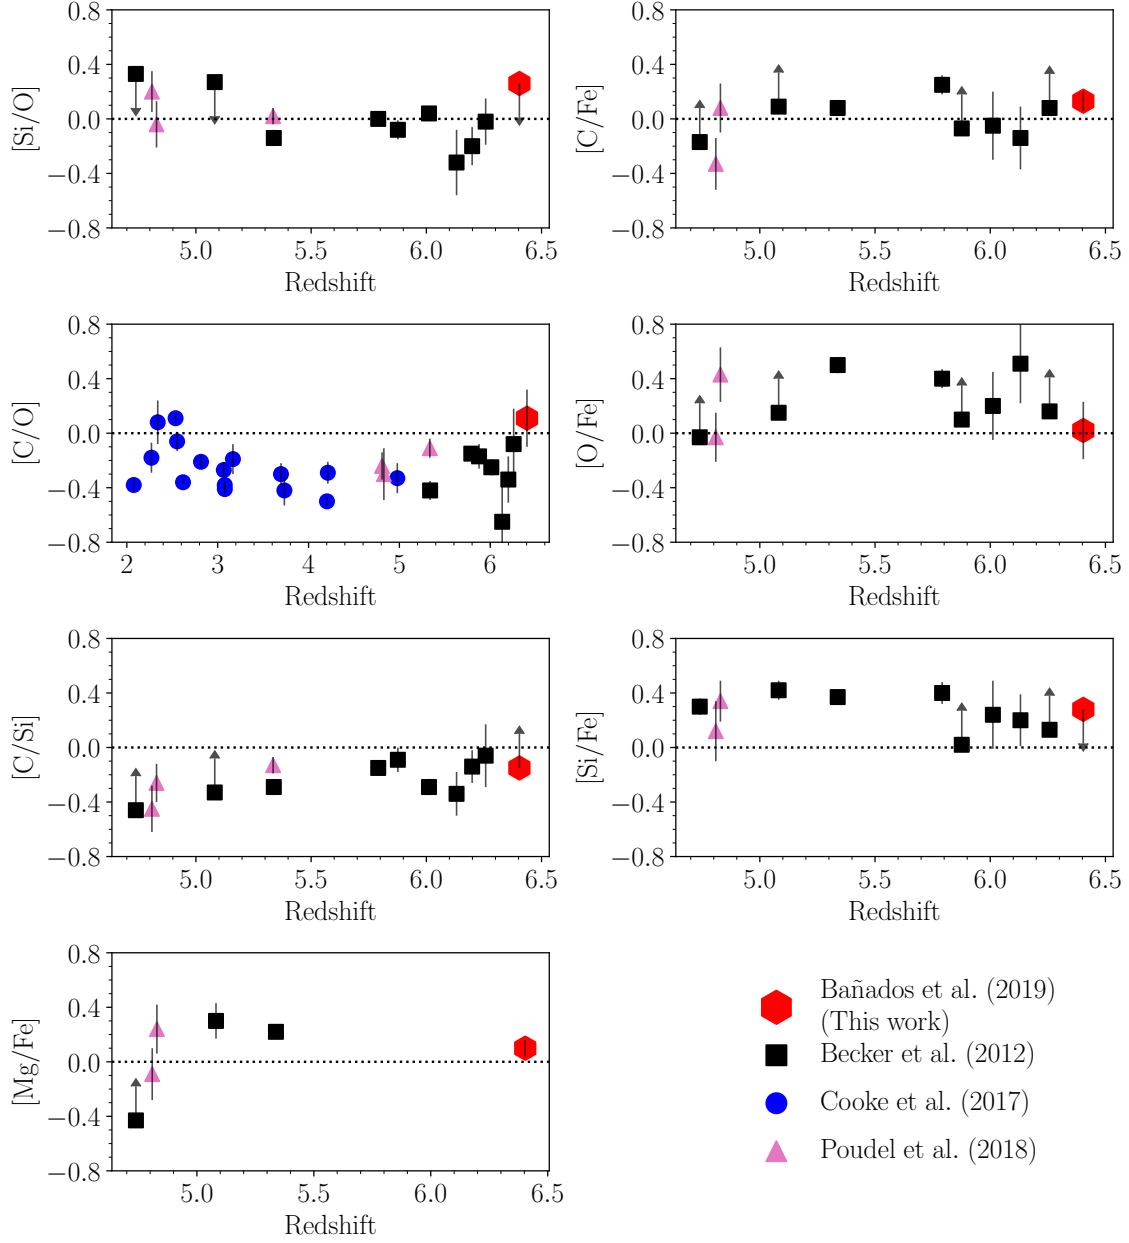 0.8
0.4
0.0
−0.4
−0.8
[Si/O]
5.0 5.5 6.0 6.5
Redshift
0.8
0.4
0.0
−0.4
−0.8
[C/Fe]
5.0 5.5 6.0 6.5
Redshift
0.8
0.4
0.0
−0.4
−0.8
[C/O]
2 3 4 5 6
Redshift
0.8
0.4
0.0
−0.4
−0.8
[O/Fe]
5.0 5.5 6.0 6.5
Redshift
0.8
0.4
0.0
−0.4
−0.8
[C/Si]
5.0 5.5 6.0 6.5
Redshift
0.8
0.4
0.0
−0.4
−0.8
[Si/Fe]
5.0 5.5 6.0 6.5
Redshift
0.8
0.4
0.0
−0.4
−0.8
[Mg/Fe]
5.0 5.5 6.0 6.5
Redshift
Bañados et al. (2019)
(This work)
Becker et al. (2012)
Cooke et al. (2017)
Poudel et al. (2018)